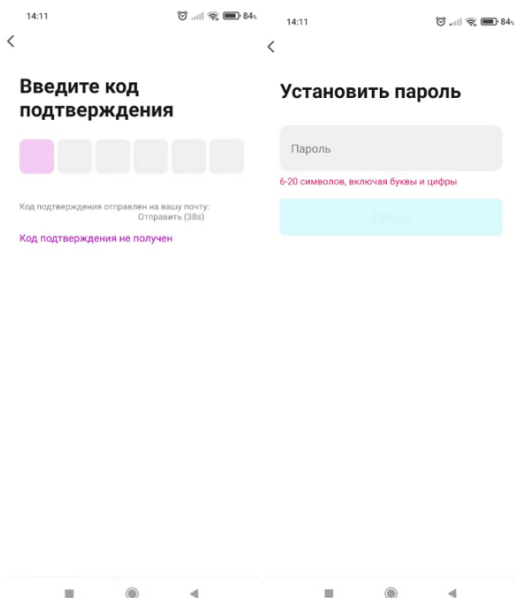 14:11
84%
Введите код
подтверждения
Код подтверждения отправлен на вашу почту:
Отправить (38s)
Код подтверждения не получен
14:11
84%
Установить пароль
Пароль
6-20 символов, включая буквы и цифры